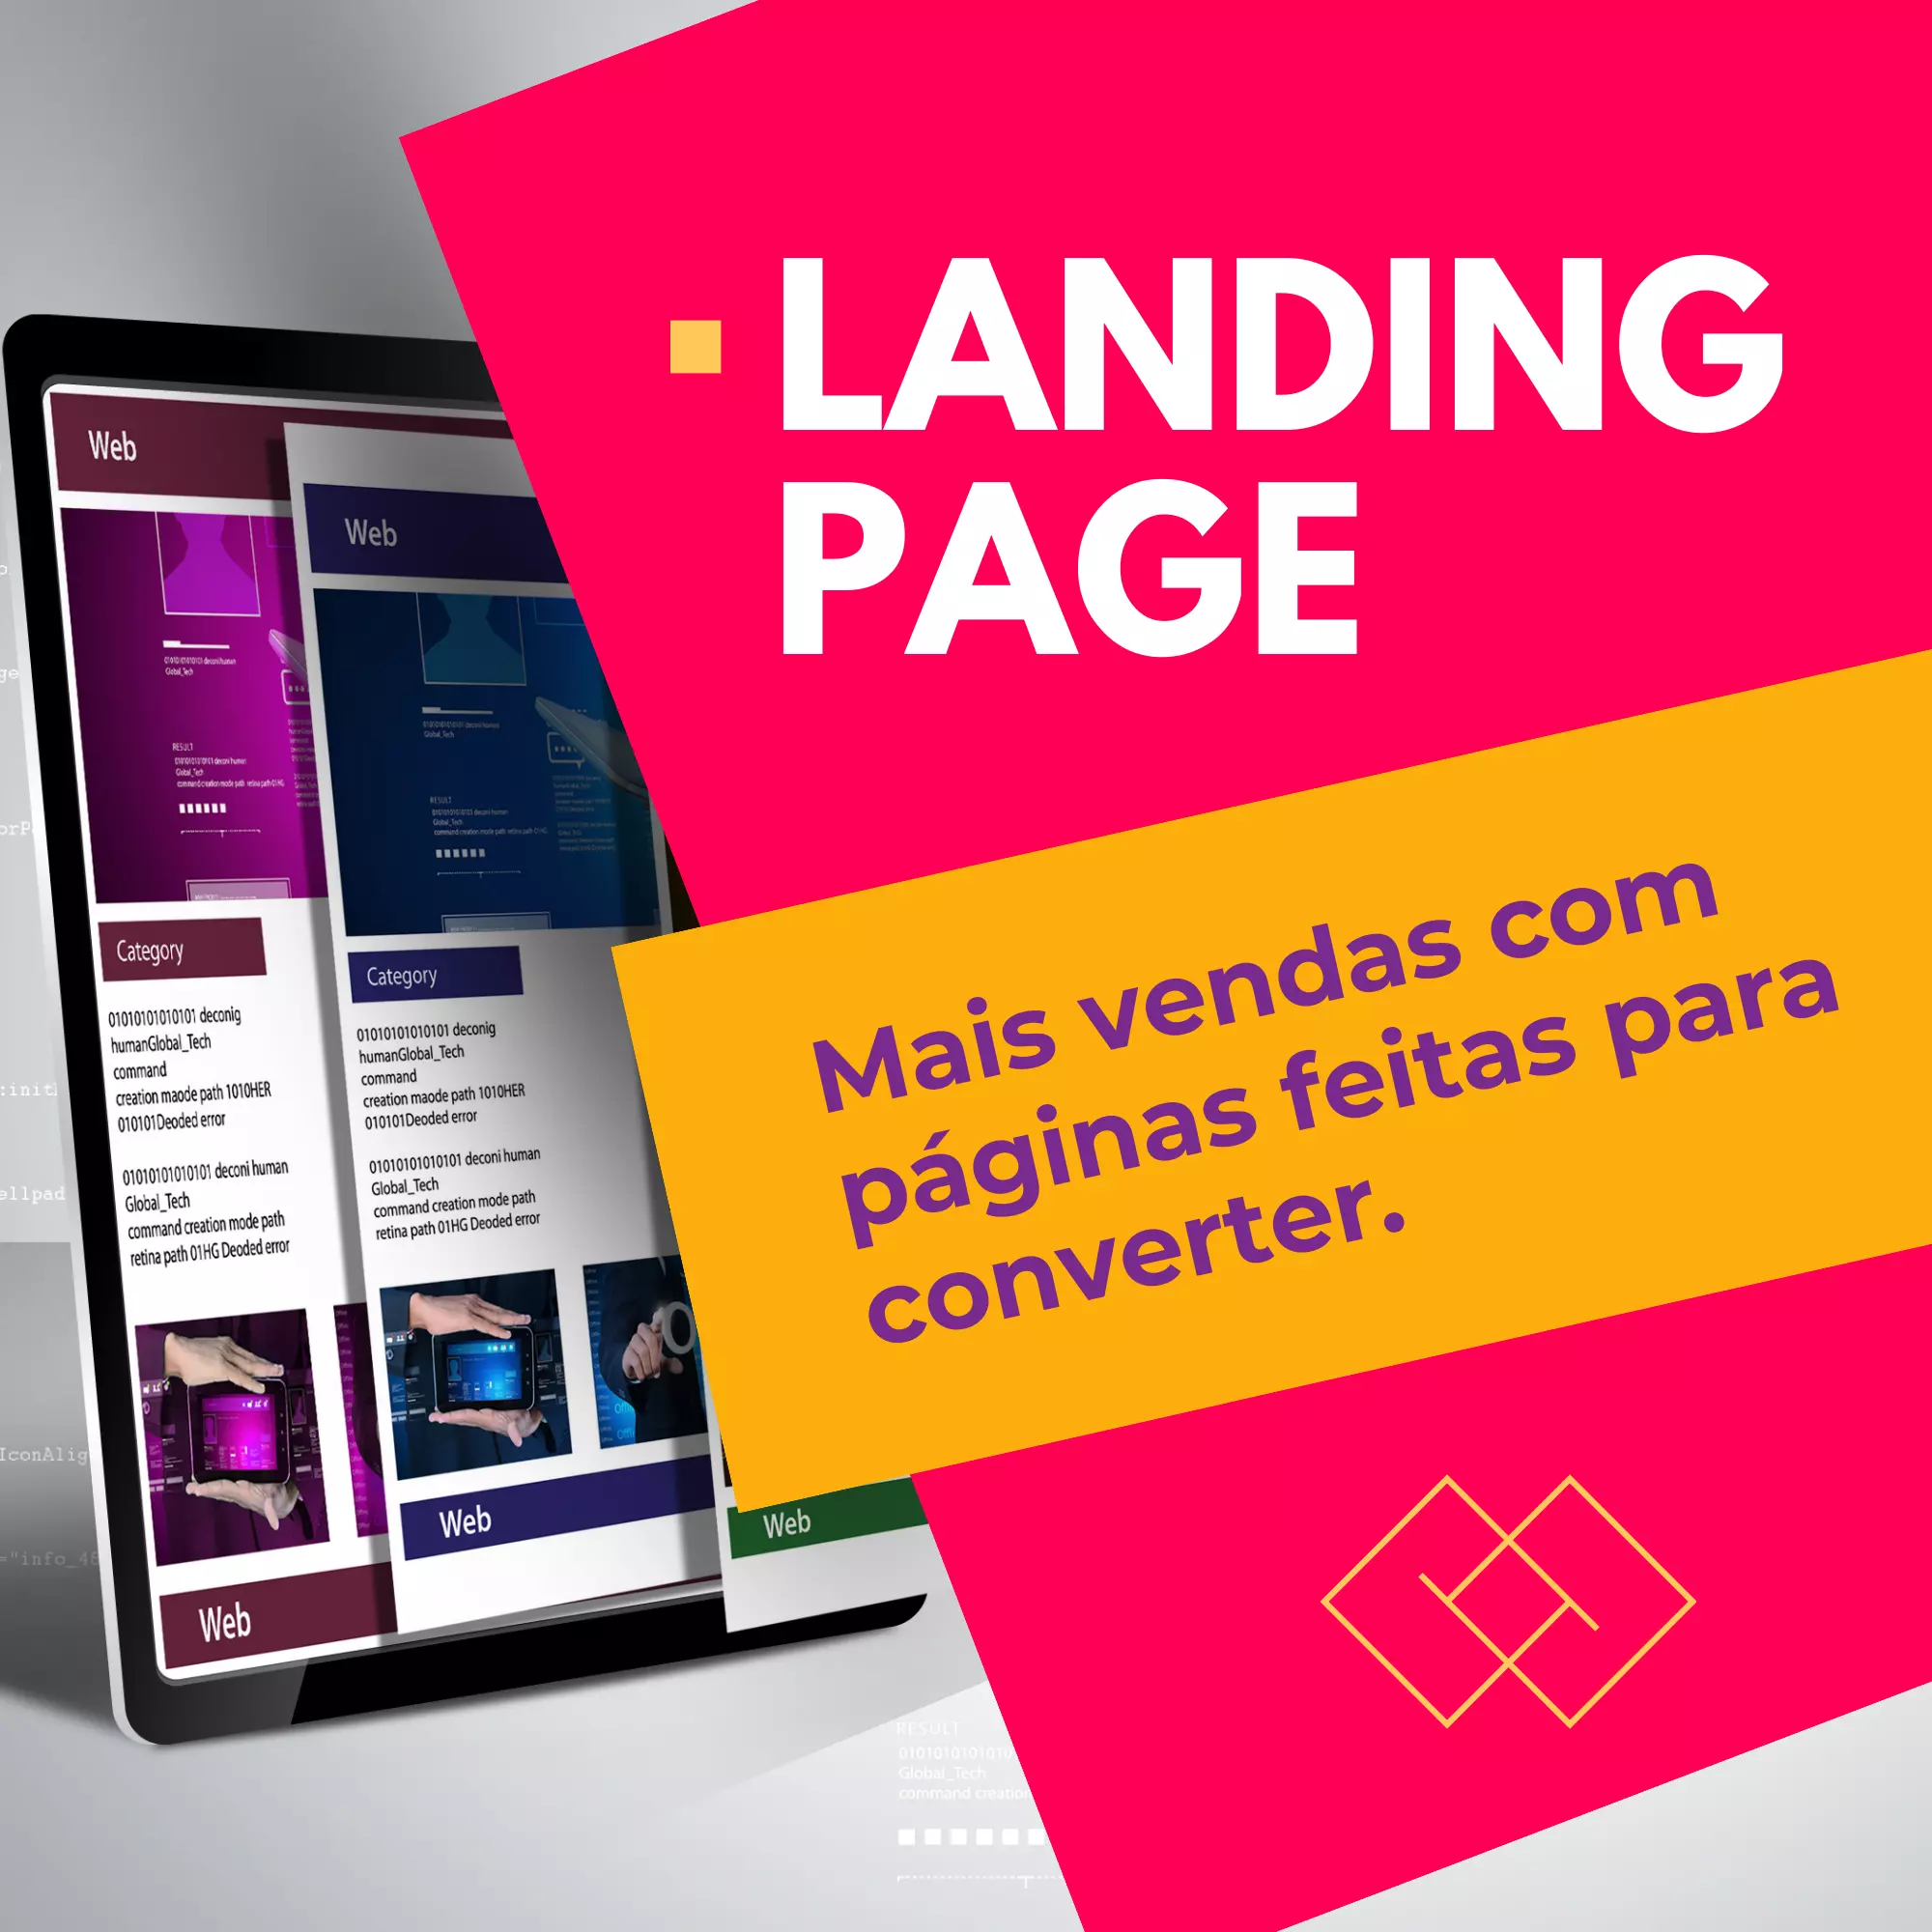 LANDING
PAGE
Mais vendas com
páginas feitas para
converter.
Web
Category
01010101010101 deconig
humanGlobal_Tech
command
creation maode path 1010HER
010101Deoded error
01010101010101 deconi human
Global_Tech
command creation mode path
retina path 01HG Deoded error
Web
Web
RESULT
Global_Tech
Category
01010101010101 deconig
humanGlobal_Tech
command
creation maode path 1010HER
010101Deoded error
01010101010101 deconi human
Global_Tech
command creation mode path
retina path 01HG Deoded error
Web
Web
RESULT
0101010101010
Global_Tech
command creation
="info_48